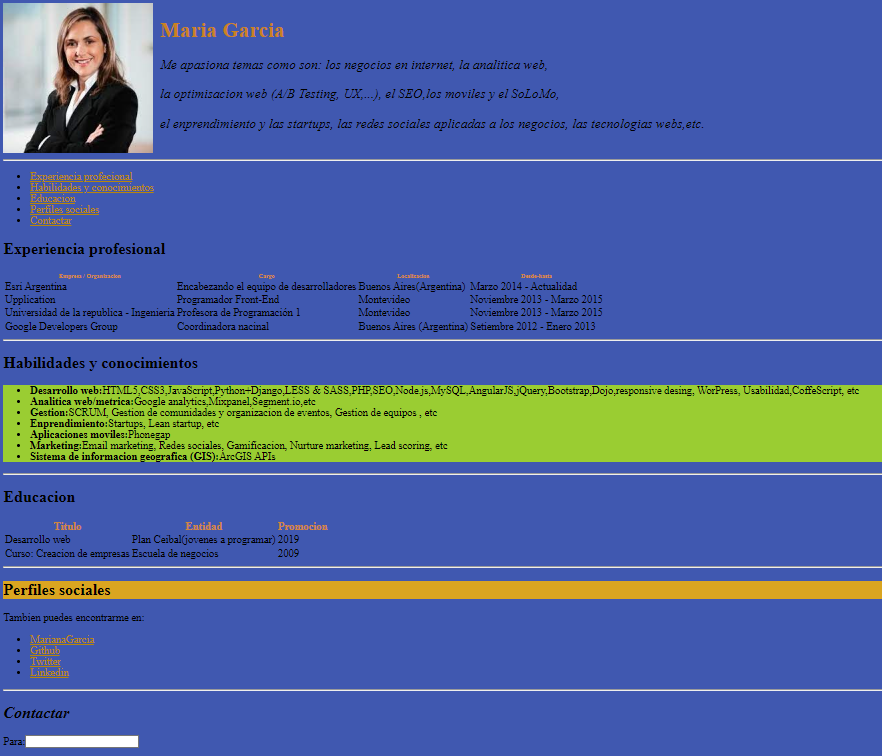 Maria Garcia
Me apasiona temas como son: los negocios en internet, la analitica web,
la optimizacion web (A/B Testing, UX,...), el SEO,los moviles y el SoLoMo,
el enprendimiento y las startups, las redes sociales aplicadas a los negocios, las tecnologias webs,etc.
Experiencia profecional
Habilidades y conocimientos
Educacion
Perfiles sociales
Contactar
Experiencia profesional
Empresa / Organizacion Cargo Localizacion Desde-hasta
Esri Argentina Encabezando el equipo de desarrolladores Buenos Aires(Argentina) Marzo 2014 - Actualidad
Upplication Programador Front-End Montevideo Noviembre 2013 - Marzo 2015
Universidad de la republica - Ingenieria Profesora de Programación 1 Montevideo Noviembre 2013 - Marzo 2015
Google Developers Group Coordinadora nacinal Buenos Aires (Argentina) Setiembre 2012 - Enero 2013
Habilidades y conocimientos
Desarrollo web:HTML5,CSS3,JavaScript,Python+Django,LESS & SASS,PHP,SEO,Node.js,MySQL,AngularJS,jQuery,Bootstrap,Dojo,responsive desing, WorPress, Usabilidad,CoffeScript, etc
Analitica web/metrica:Google analytics,Mixpanel,Segment.io,etc
Gestion:SCRUM, Gestion de comunidades y organizacion de eventos, Gestion de equipos , etc
Enprendimiento:Startups, Lean startup, etc
Aplicaciones moviles:Phonegap
Marketing:Email marketing, Redes sociales, Gamificacion, Nurture marketing, Lead scoring, etc
Sistema de informacion geografica (GIS):ArcGIS APIs
Educacion
Titulo Entidad Promocion
Desarrollo web Plan Ceibal(jovenes a programar) 2019
Curso: Creacion de empresas Escuela de negocios 2009
Perfiles sociales
Tambien puedes encontrarme en:
MarianaGarcia
Github
Twitter
Linkedin
Contactar
Para: